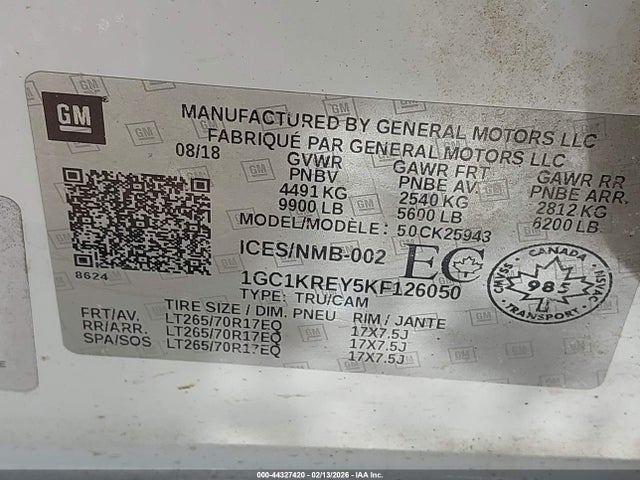 GM
MANUFACTURED BY GENERAL MOTORS LLC
FABRIQUÉ PAR GENERAL MOTORS LLC
08/18
GVWR
PNBV
4491 KG
9900 LB
GAWR FRT
PNBE AV.
2540 KG
5600 LB
GAWR RR
PNBE ARR.
2812 KG
6200 LB
MODEL/MODÈLE: 50CK25943
ICES/NMB-002 EC
8624
1GC1KREY5KF126050
TYPE: TRU/CAM
CANADA
CMVSS NSVAC
985
TRANSPORT
TIRE SIZE / DIM. PNEU RIM / JANTE
FRT/AV. LT265/70R17EQ 17X7.5J
RR/ARR. LT265/70R17EQ 17X7.5J
SPA/SOS LT265/70R17EQ 17X7.5J
000-44327420 - 02/13/2026 - IAA Inc.